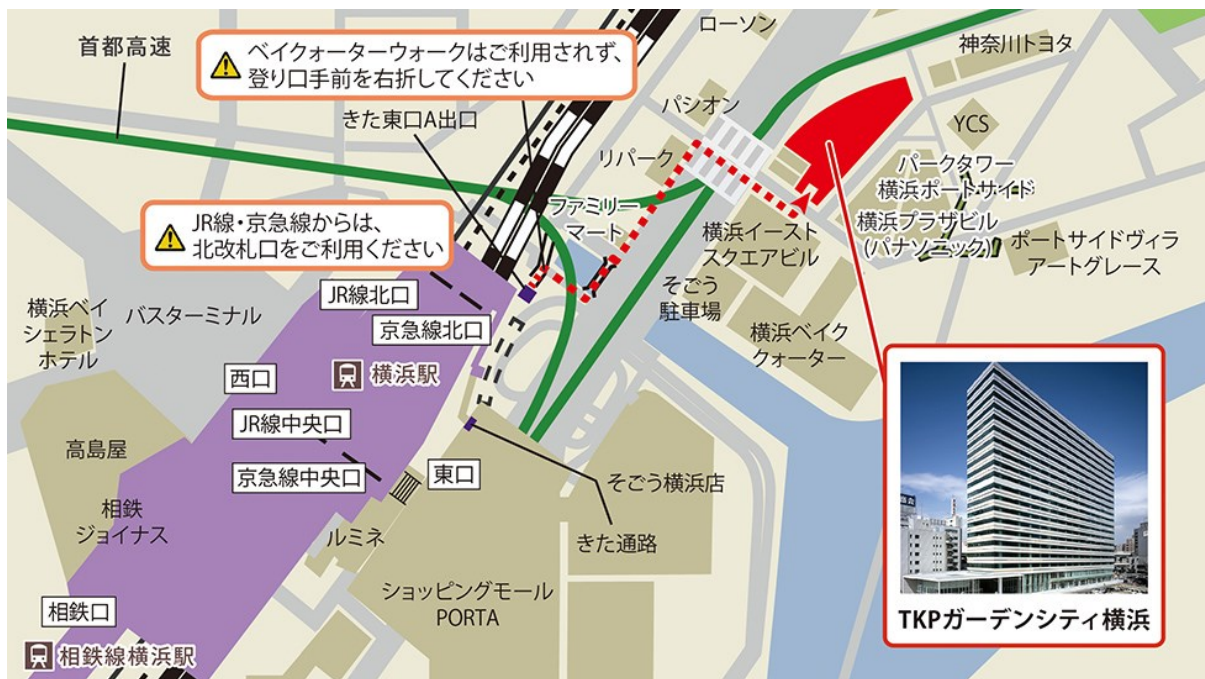 ローソン
首都高速
ベイクォーターウォークはご利用されず、
登り口手前を右折してください
神奈川トヨタ
パシオン
きた東口A出口
YCS
リパーク
パークタワー
横浜ポートサイド
ファミリー
マート
JR線・京急線からは、
北改札口をご利用ください
横浜イースト
スクエアビル
横浜プラザビル
(パナソニック)
ポートサイドヴィラ
アートグレース
JR線北口
そごう
駐車場
横浜ベイ
シェラトン
ホテル
バスターミナル
京急線北口
横浜ベイク
クォーター
西口
横浜駅
JR線中央口
高島屋
京急線中央口
東口
そごう横浜店
相鉄
ジョイナス
ルミネ
きた通路
ショッピングモール
PORTA
相鉄口
TKPガーデンシティ横浜
相鉄線横浜駅